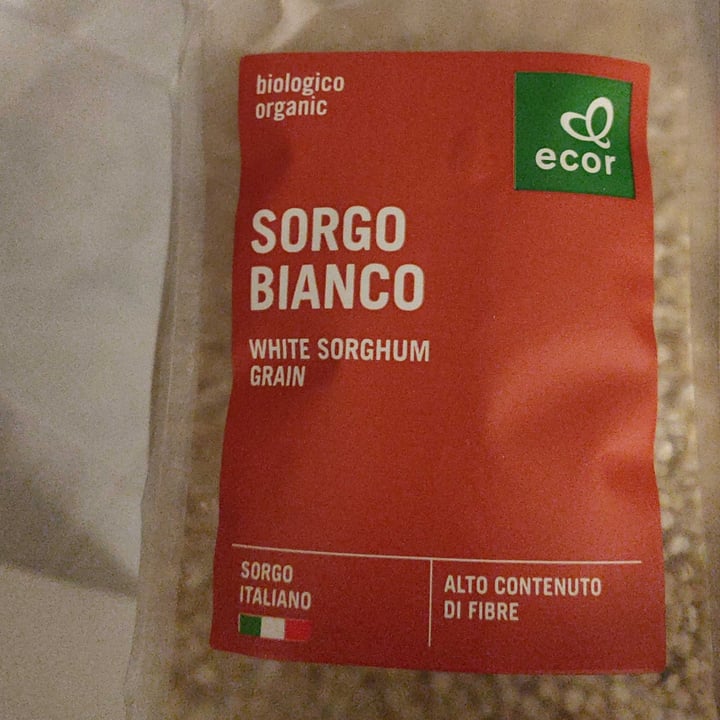 biologico
organic
ecor
SORGO
BIANCO
WHITE SORGHUM
GRAIN
SORGO
ITALIANO
ALTO CONTENUTO
DI FIBRE